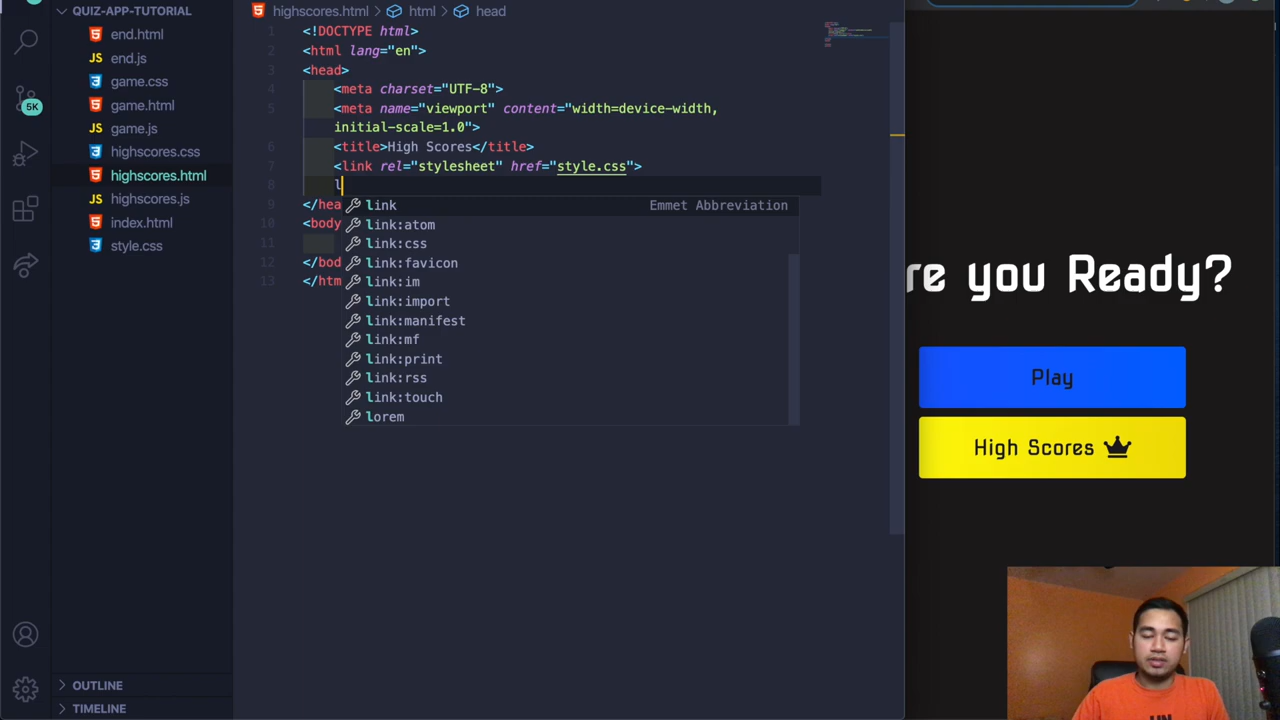 QUIZ-APP-TUTORIAL
end.html
JS end.js
game.css
game.html
JS game.js
highscores.css
highscores.html
JS highscores.js
index.html
style.css
5K
OUTLINE
TIMELINE
highscores.html > html > head
1 <!DOCTYPE html>
2 <html lang="en">
3 <head>
4 <meta charset="UTF-8">
5 <meta name="viewport" content="width=device-width,
initial-scale=1.0">
6 <title>High Scores</title>
7 <link rel="stylesheet" href="style.css">
8 l
9 </hea
10 <body
11
12 </bod
13 </htm
link Emmet Abbreviation
link:atom
link:css
link:favicon
link:im
link:import
link:manifest
link:mf
link:print
link:rss
link:touch
lorem
re you Ready?
Play
High Scores